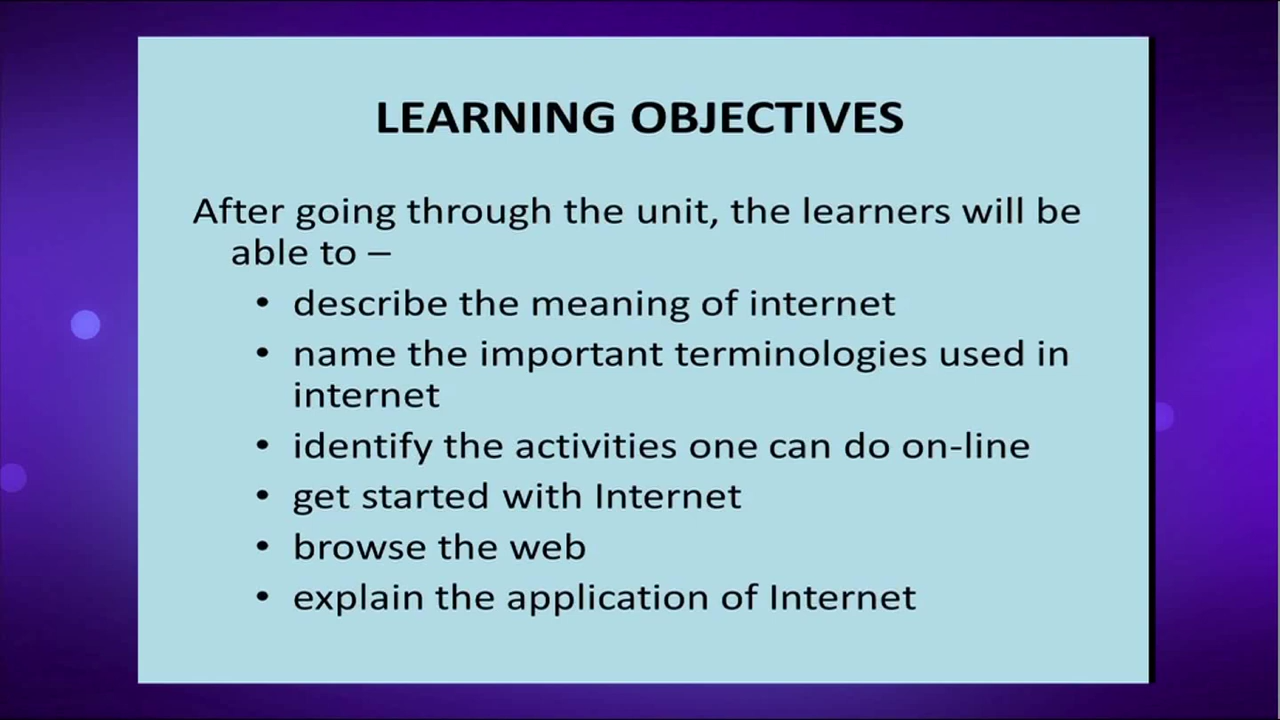 LEARNING OBJECTIVES
After going through the unit, the learners will be
able to –
• describe the meaning of internet
• name the important terminologies used in
internet
• identify the activities one can do on-line
• get started with Internet
• browse the web
• explain the application of Internet